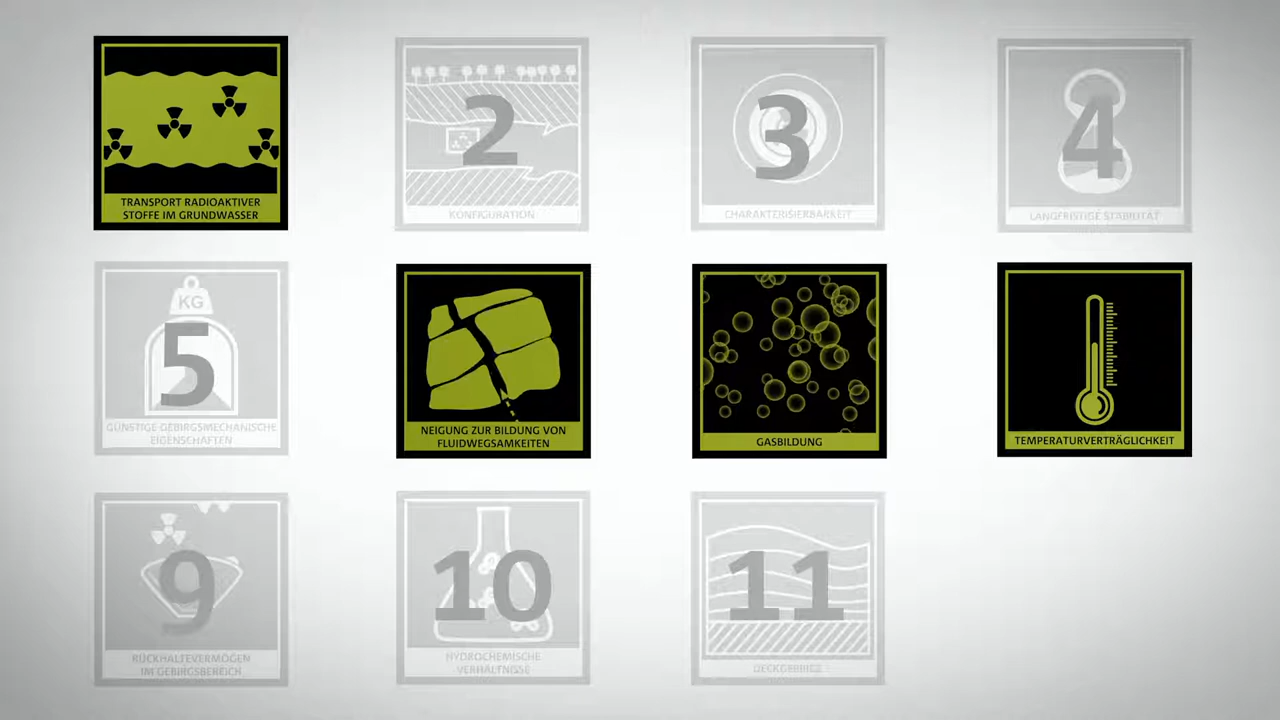 TRANSPORT RADIOAKTIVER
STOFFE IM GRUNDWASSER
2
KONFIGURATION
3
CHARAKTERISIERBARKEIT
4
LANGFRISTIGE STABILITÄT
KG
5
GÜNSTIGE GEBIRGSMECHANISCHE
EIGENSCHAFTEN
NEIGUNG ZUR BILDUNG VON
FLUIDWEGSAMKEITEN
GASBILDUNG
TEMPERATURVERTRÄGLICHKEIT
9
RÜCKHALTEVERMÖGEN
IM GEBIRGSBEREICH
10
HYDROCHEMISCHE
VERHÄLTNISSE
11
DECKGEBIRGE